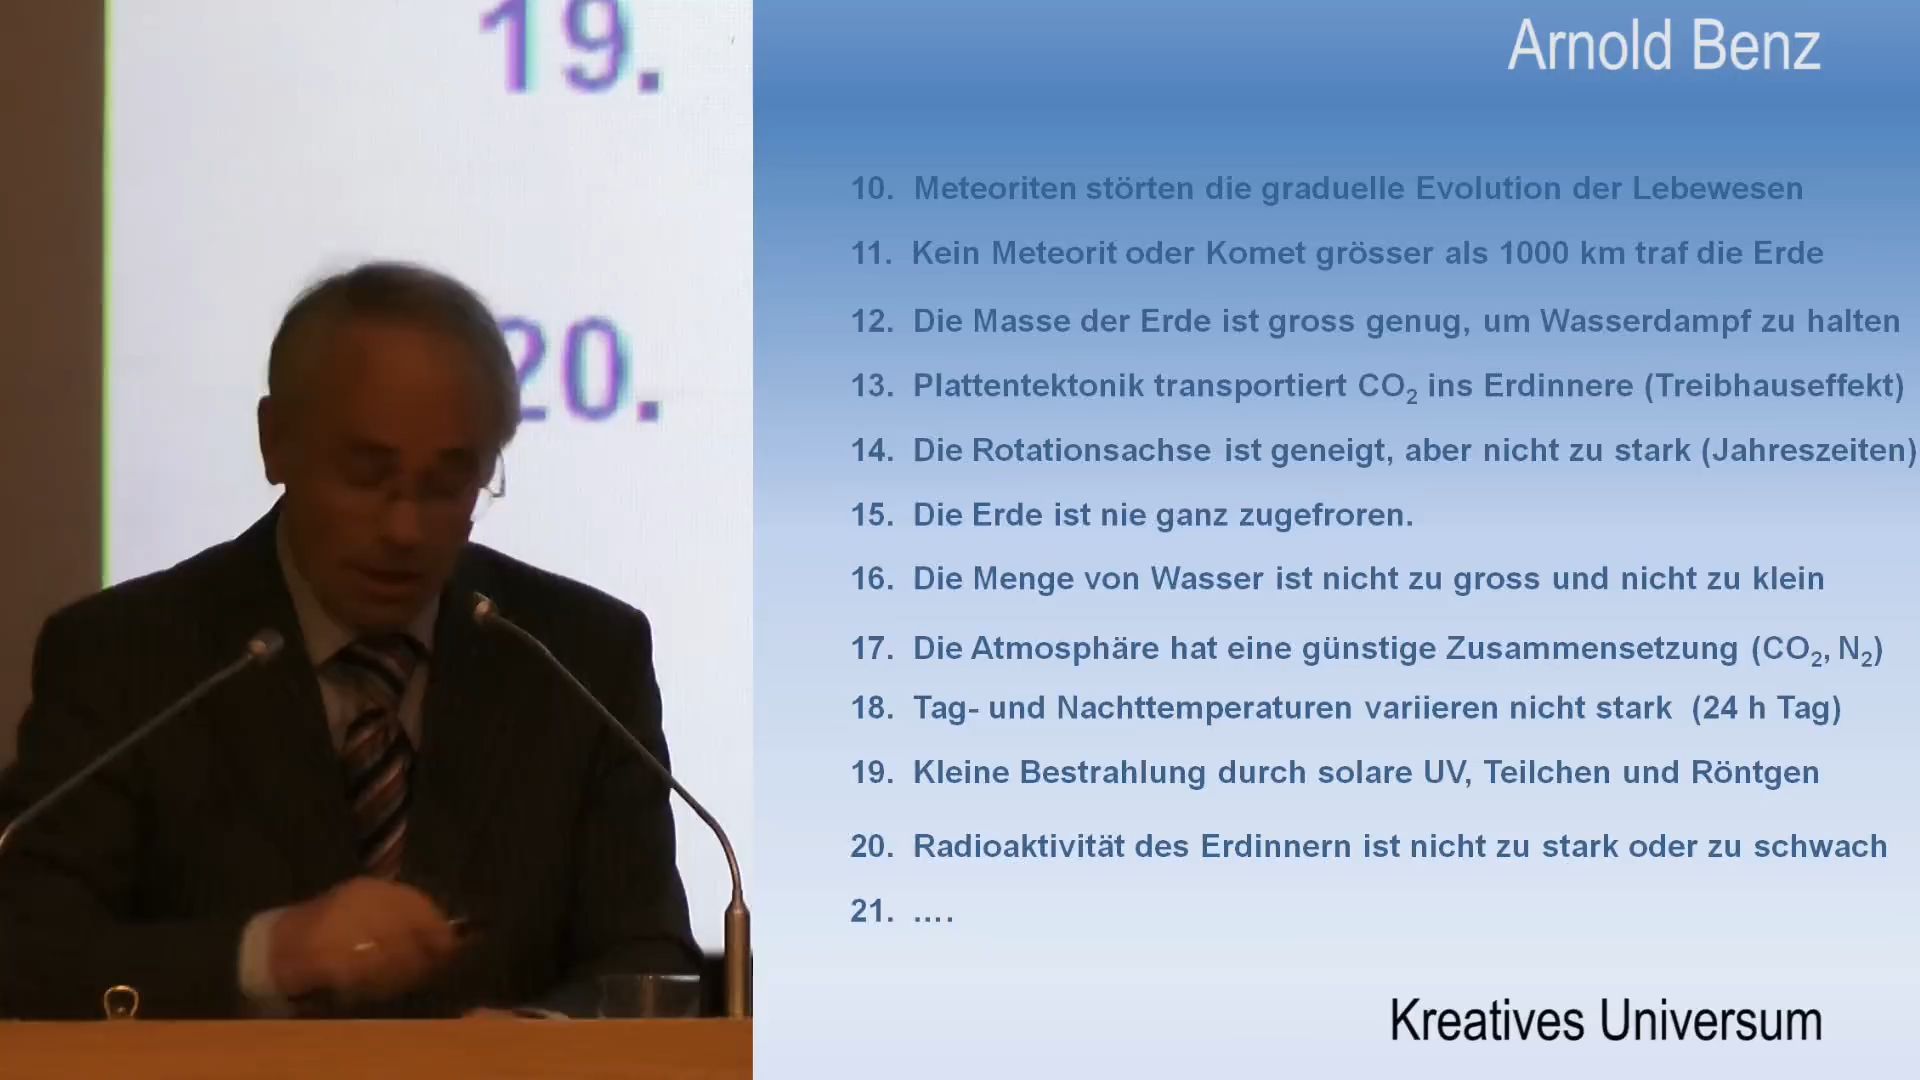 19.
20.
Arnold Benz
10. Meteoriten störten die graduelle Evolution der Lebewesen
11. Kein Meteorit oder Komet grösser als 1000 km traf die Erde
12. Die Masse der Erde ist gross genug, um Wasserdampf zu halten
13. Plattentektonik transportiert CO₂ ins Erdinnere (Treibhauseffekt)
14. Die Rotationsachse ist geneigt, aber nicht zu stark (Jahreszeiten)
15. Die Erde ist nie ganz zugefroren.
16. Die Menge von Wasser ist nicht zu gross und nicht zu klein
17. Die Atmosphäre hat eine günstige Zusammensetzung (CO₂, N₂)
18. Tag- und Nachttemperaturen variieren nicht stark (24 h Tag)
19. Kleine Bestrahlung durch solare UV, Teilchen und Röntgen
20. Radioaktivität des Erdinnern ist nicht zu stark oder zu schwach
21. ....
Kreatives Universum